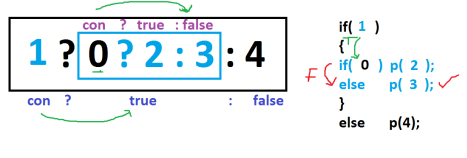 con ? true : false
1 ? 0 ? 2 : 3 : 4
con ? true : false
if( 1 )
{ T
F if( 0 ) p( 2 );
else p( 3 );
}
else p(4);